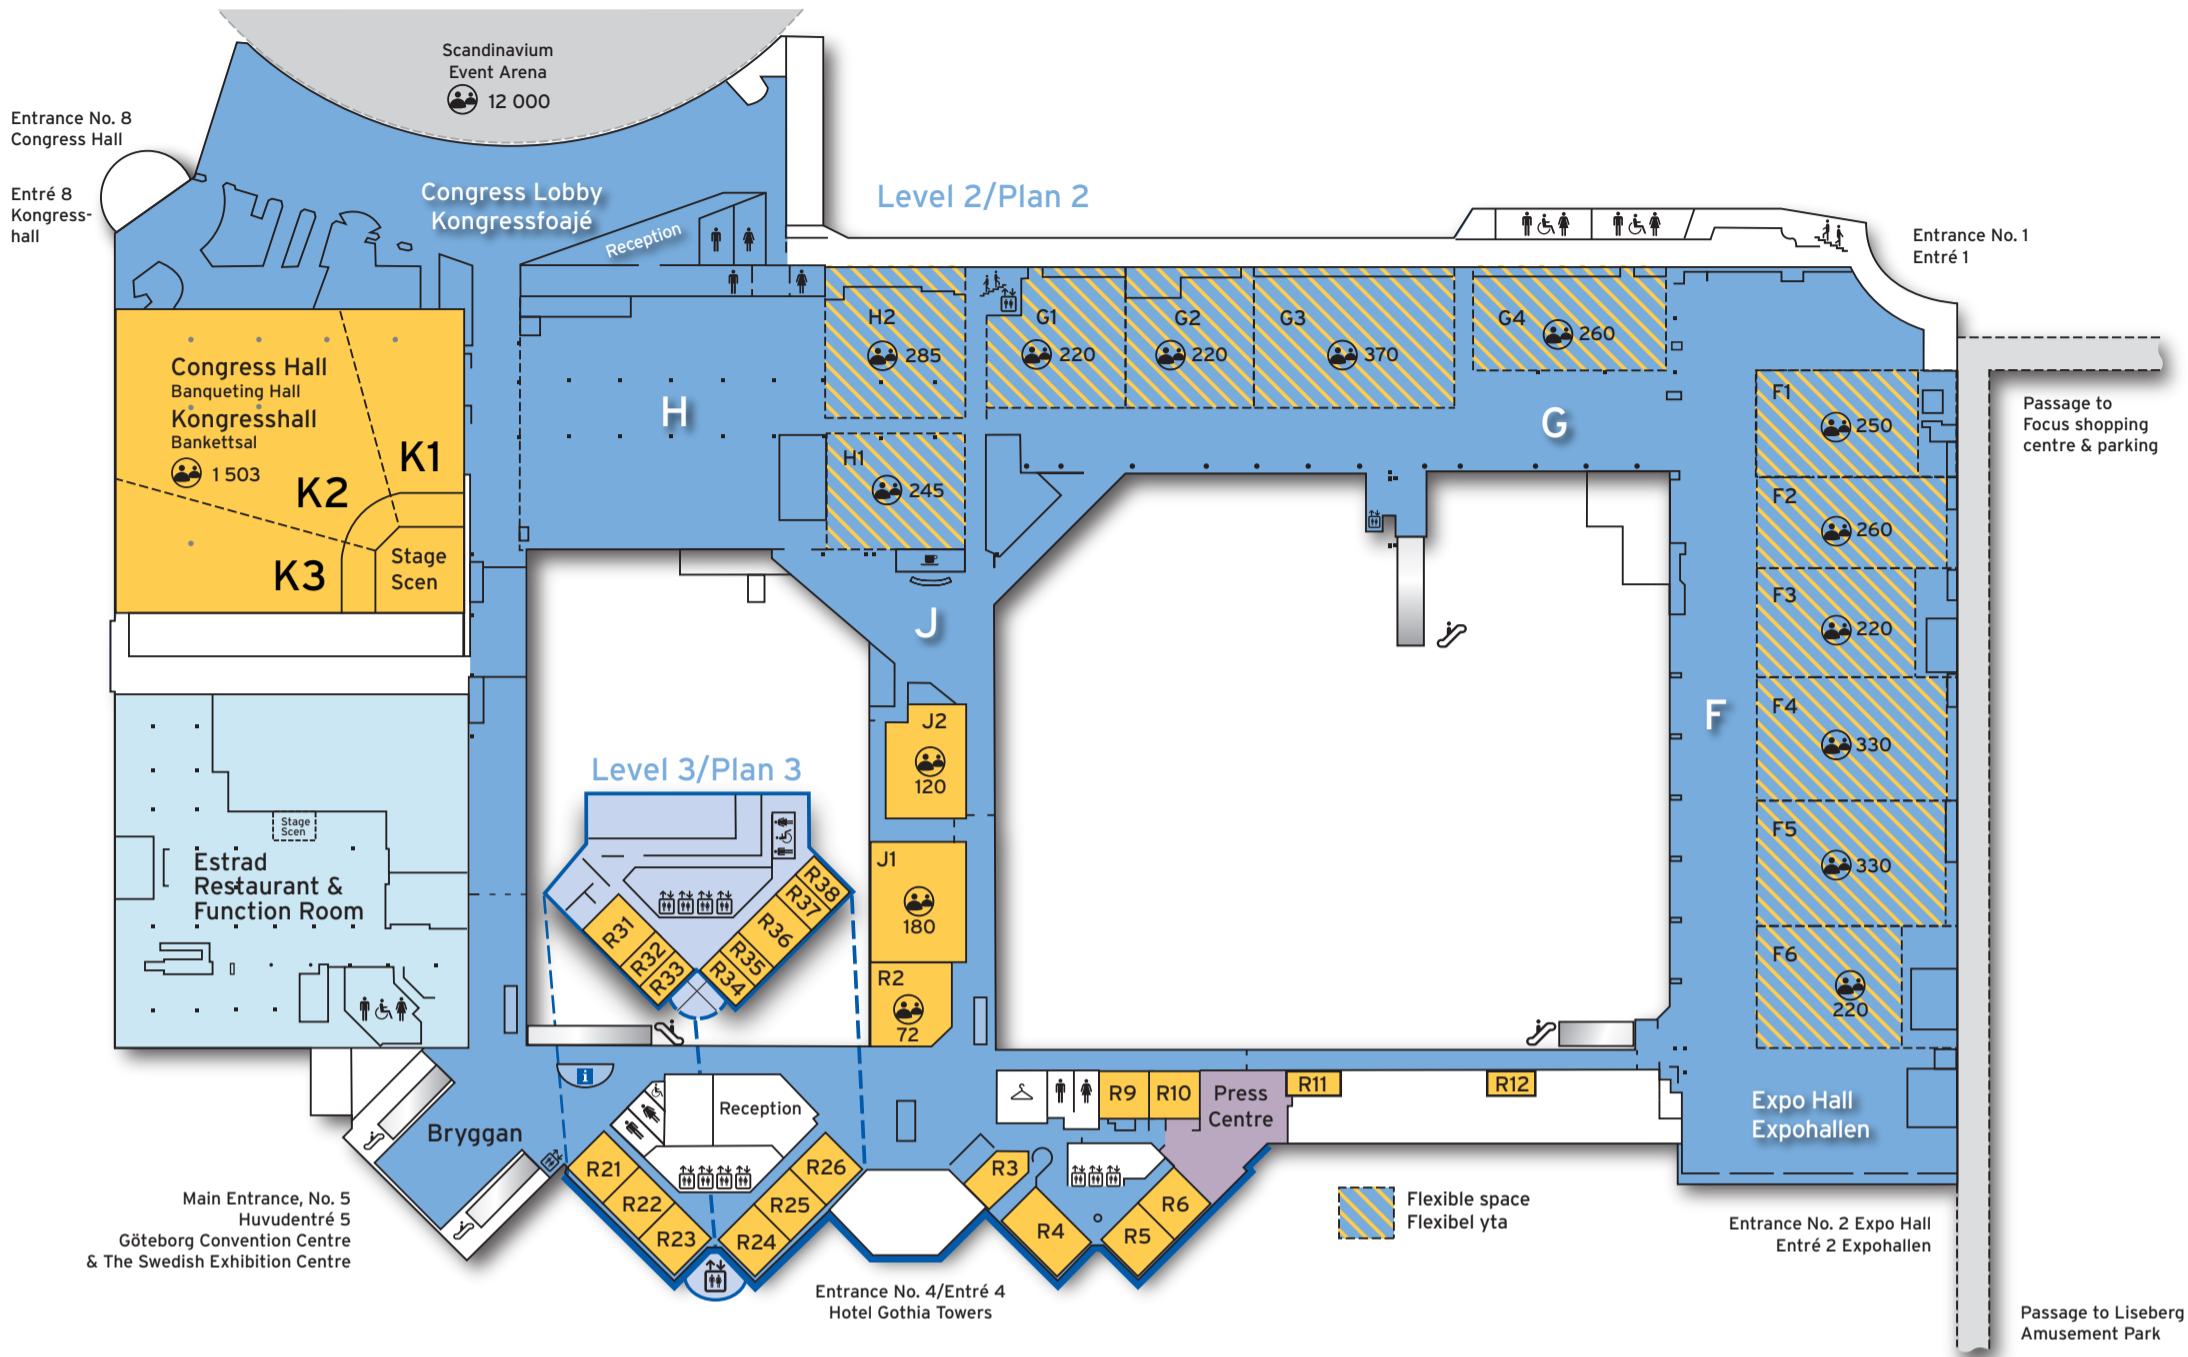 Scandinavium
Event Arena
12 000
Entrance No. 8
Congress Hall
Entré 8
Kongress-
hall
Congress Lobby
Kongressfoajé
Reception
Level 2/Plan 2
Entrance No. 1
Entré 1
Congress Hall
Banqueting Hall
Kongresshall
Bankettsal
1 503
K1
K2
K3
Stage
Scen
H
H2
285
H1
245
G1
220
G2
220
G3
370
G4
260
G
F1
250
F2
260
F3
220
F4
330
F5
330
F6
220
F
Passage to
Focus shopping
centre & parking
J
J2
120
J1
180
R2
72
Level 3/Plan 3
R31
R32
R33
R34
R35
R36
R37
R38
Stage
Scen
Estrad
Restaurant &
Function Room
i
Reception
Bryggan
R21
R22
R23
R24
R25
R26
R3
R4
R5
R6
R9
R10
Press
Centre
R11
R12
Expo Hall
Expohallen
Main Entrance, No. 5
Huvudentré 5
Göteborg Convention Centre
& The Swedish Exhibition Centre
Entrance No. 4/Entré 4
Hotel Gothia Towers
Flexible space
Flexibel yta
Entrance No. 2 Expo Hall
Entré 2 Expohallen
Passage to Liseberg
Amusement Park